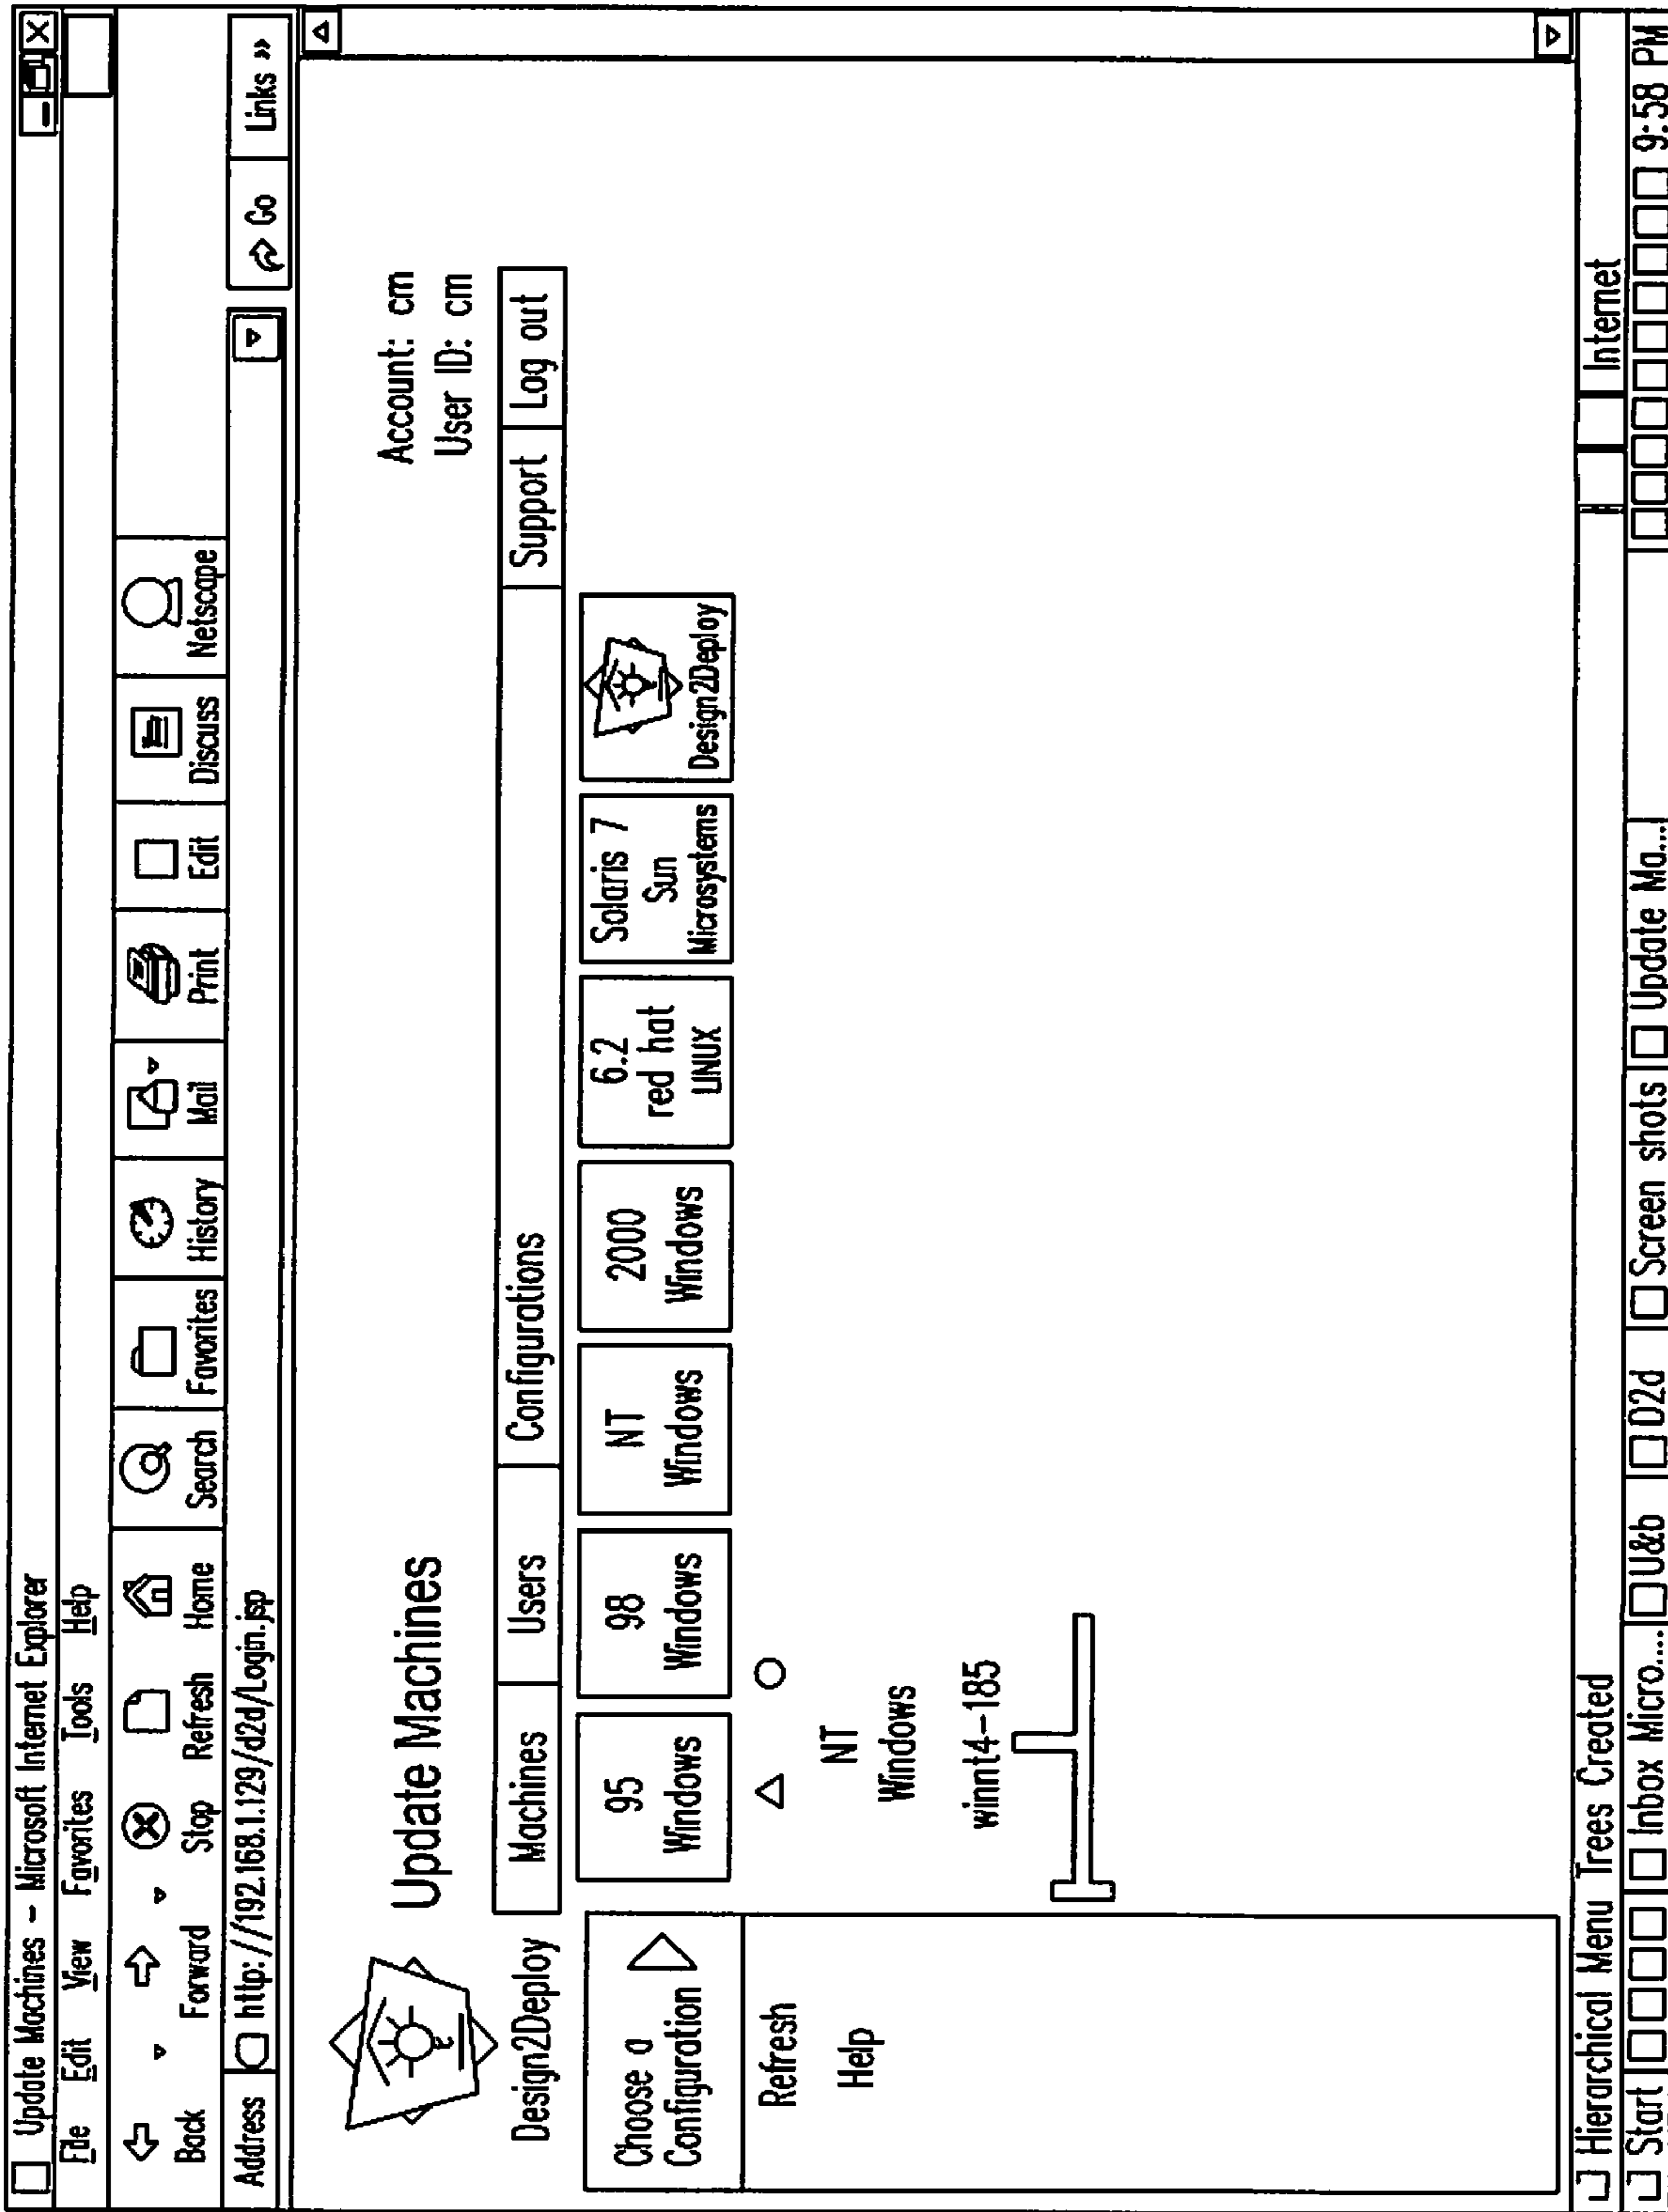 Update Machines – Microsoft Internet Explorer
File Edit View Favorites Tools Help
Back Forward Stop Refresh Home Search Favorites History Mail Print Edit Discuss Netscape
Address http://192.168.1.129/d2d/Login.jsp Go Links »
Design2Deploy
Update Machines
Account: cm
User ID: cm
Machines Users Configurations Support Log out
Choose a
Configuration
Refresh
Help
95
Windows
98
Windows
NT
Windows
2000
Windows
6.2
red hat
LINUX
Solaris 7
Sun
Microsystems
Design2Deploy
NT
Windows
winnt4-185
Hierarchical Menu Trees Created Internet
Start Inbox Micro.... U&b D2d Screen shots Update Ma... 9:58 PM